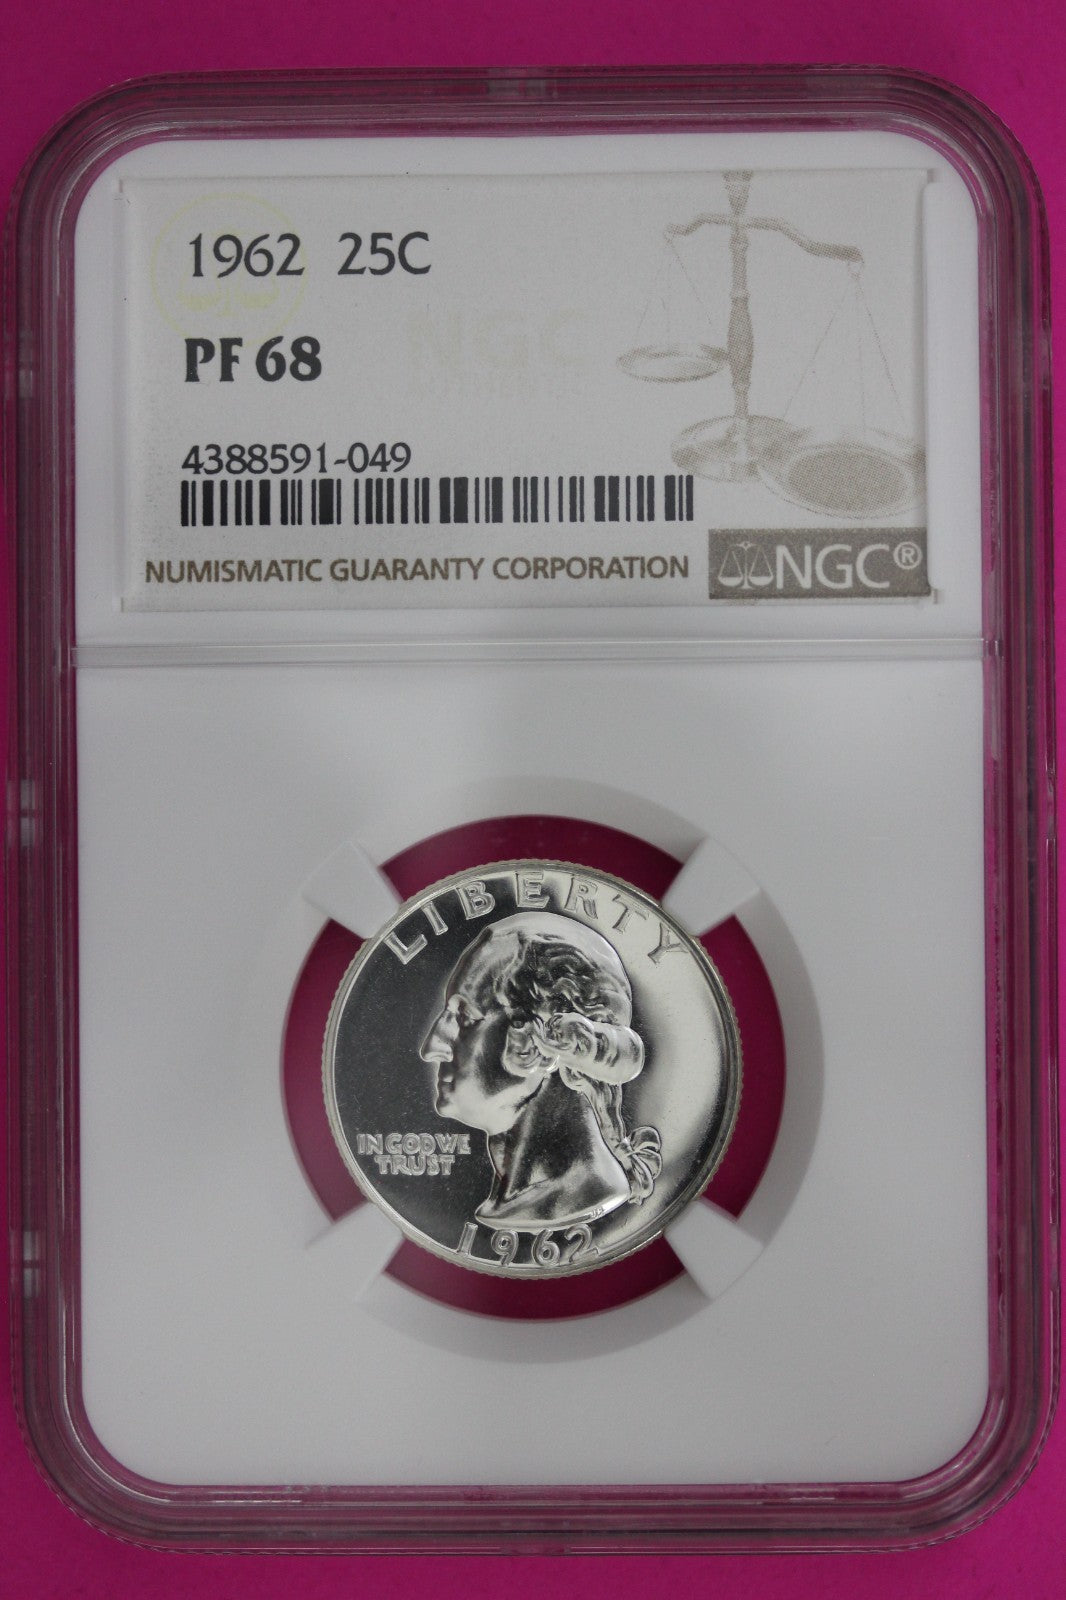 1962 25C
PF 68
4388591-049
NUMISMATIC GUARANTY CORPORATION
NGC®
LIBERTY
IN GOD WE
TRUST
1962